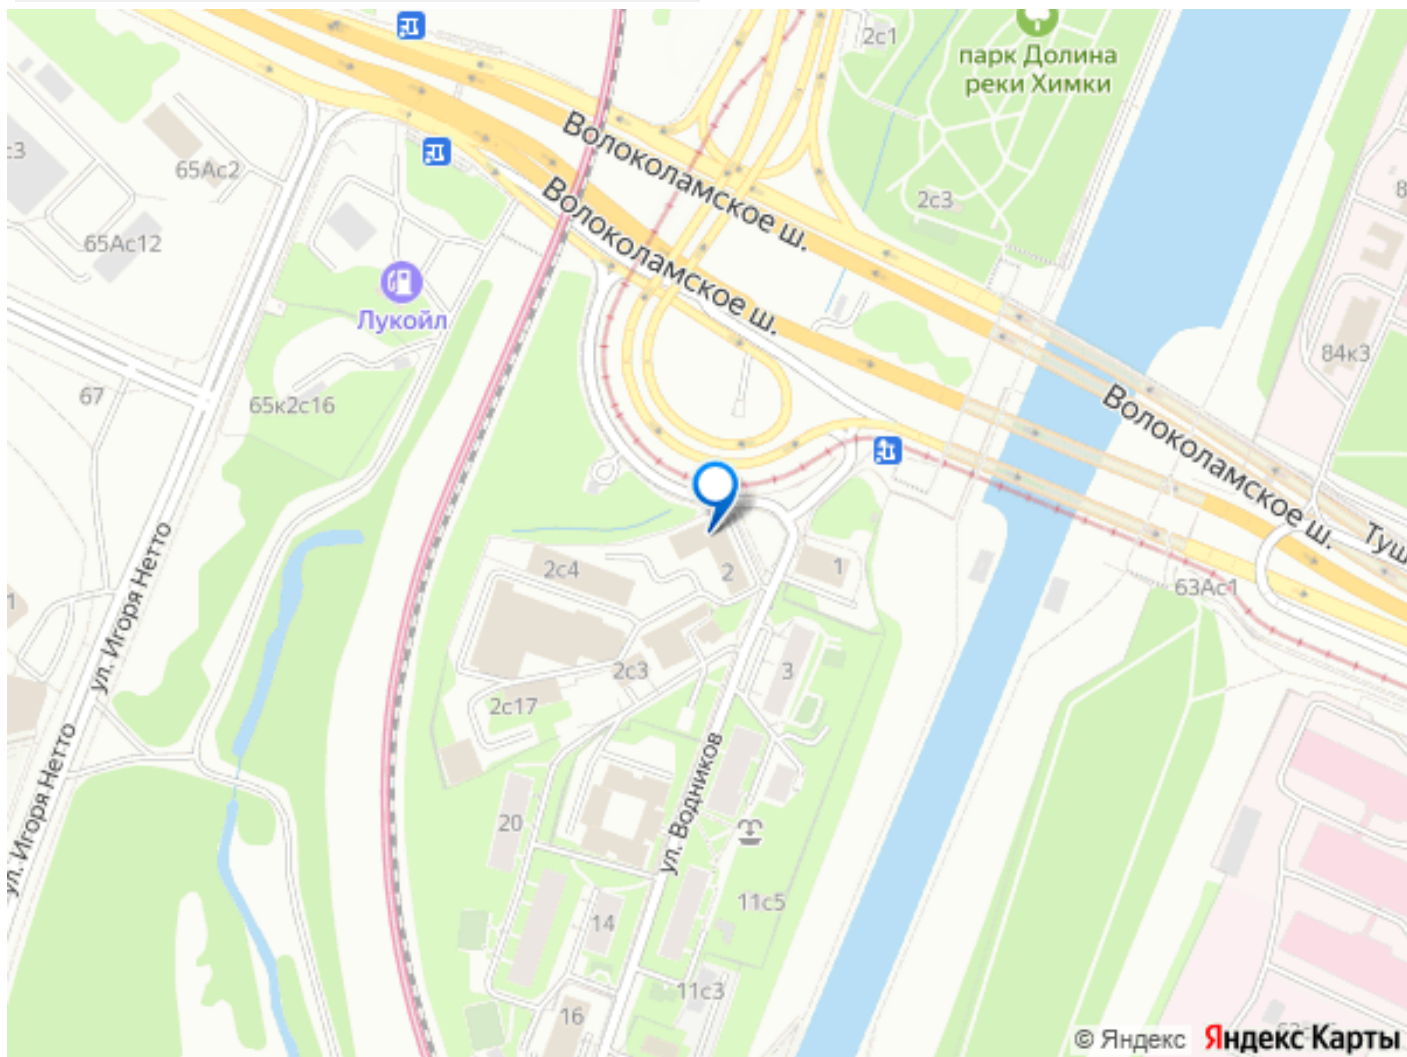 2с1
парк Долина
реки Химки
Волоколамское ш.
65Ас2
Волоколамское ш.
2с3
65Ас12
Лукойл
84к3
67
65к2с16
Волоколамское ш.
Туш
ул. Игоря Нетто
2с4
2
1
63Ас1
2с3
3
2с17
ул. Игоря Нетто
ул. Водников
20
11с5
14
11с3
16
© Яндекс Яндекс Карты